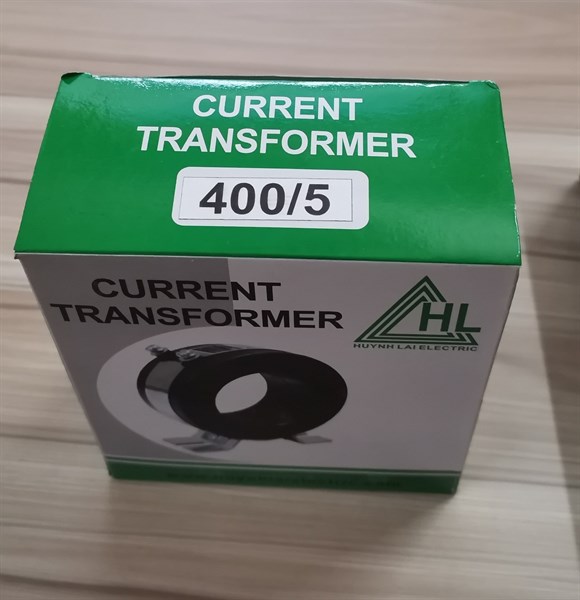 CURRENT
TRANSFORMER
400/5
CURRENT
TRANSFORMER
HL
HUYNH LAI ELECTRIC